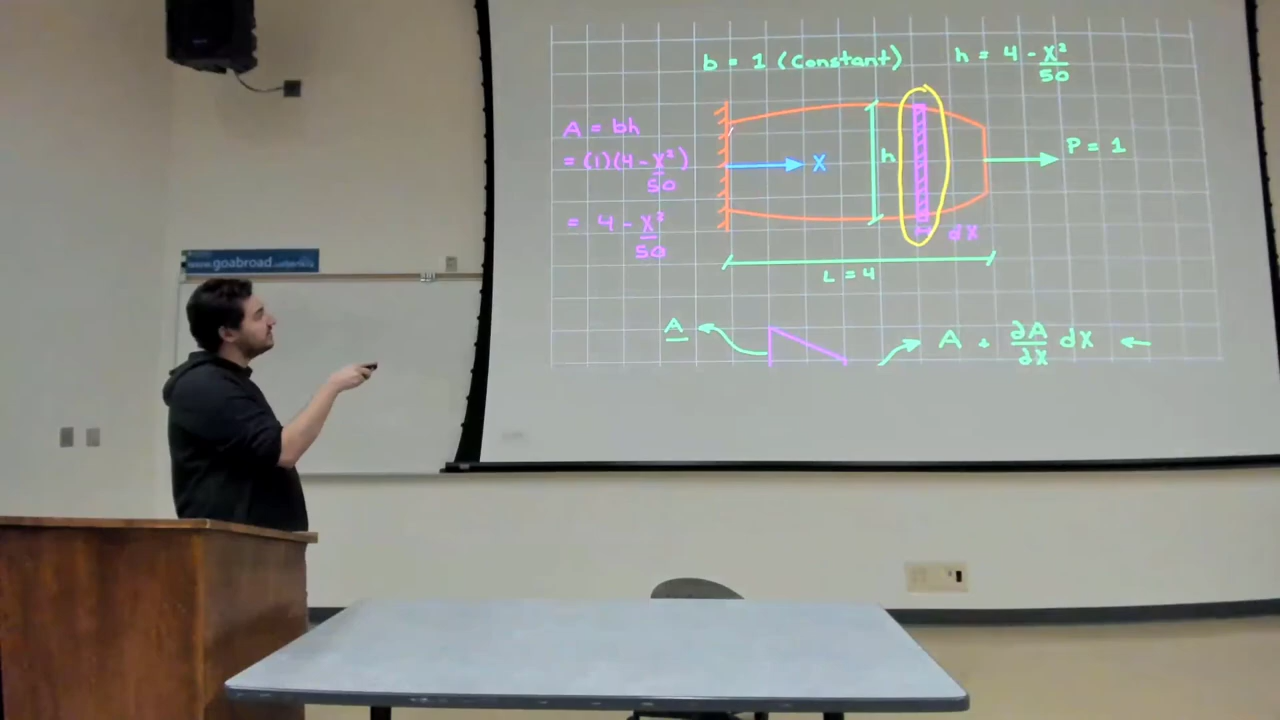 b = 1 (Constant)
h = 4 - x²/50
A = bh
= (1)(4 - x²/50)
= 4 - x²/50
h
X
P = 1
dx
L = 4
A
A + ∂A/∂x dx
www.goabroad